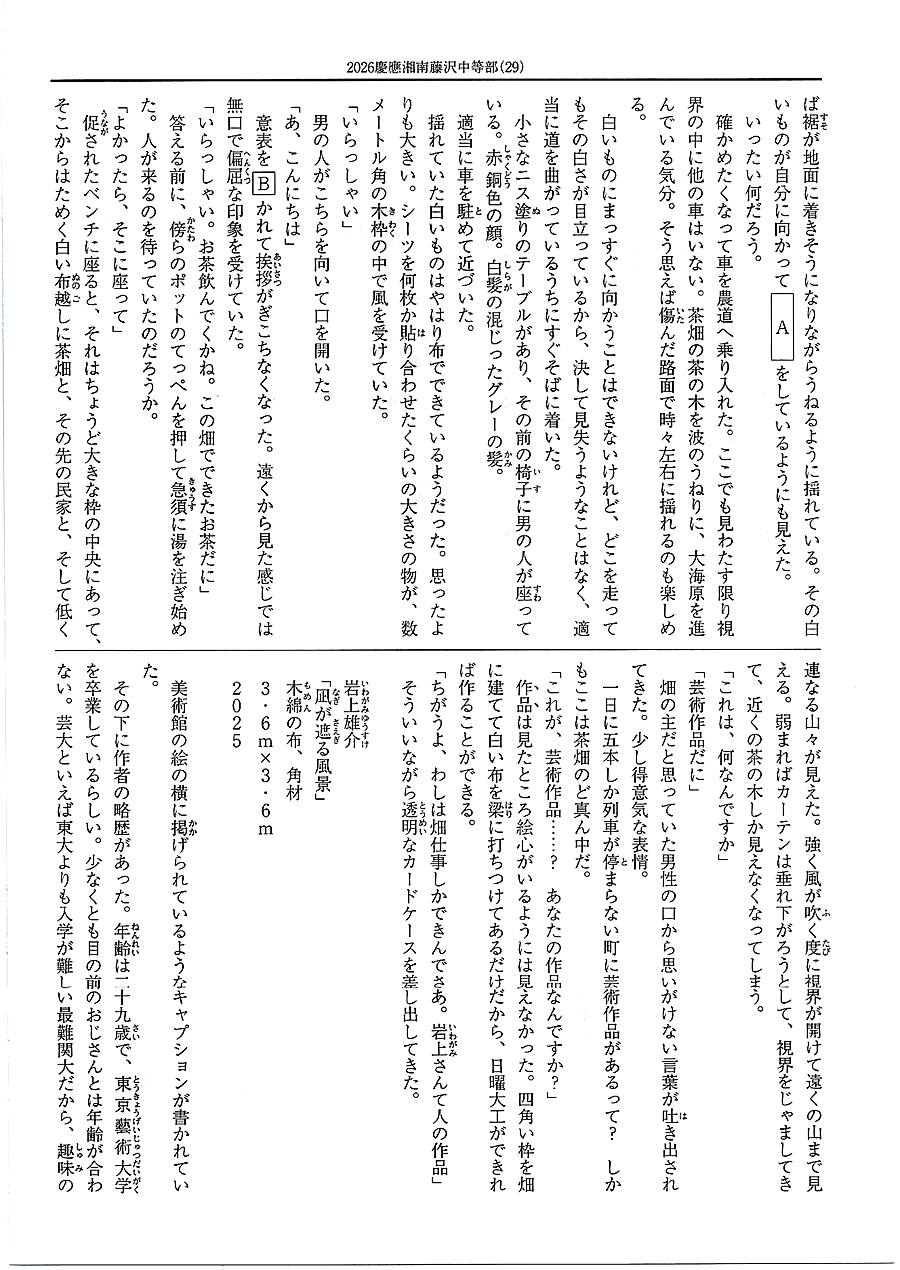 2026慶應湘南藤沢中等部(29)
ば裾が地面に着きそうになりながらうねるように揺れている。その白
いものが自分に向かって A をしているようにも見えた。
いったい何だろう。
確かめたくなって車を農道へ乗り入れた。ここでも見わたす限り視
界の中に他の車はいない。茶畑の茶の木を波のうねりに、大海原を進
んでいる気分。そう思えば傷んだ路面で時々左右に揺れるのも楽しめ
る。
白いものにまっすぐに向かうことはできないけれど、どこを走って
もその白さが目立っているから、決して見失うようなことはなく、適
当に道を曲がっているうちにすぐそばに着いた。
小さなニス塗りのテーブルがあり、その前の椅子に男の人が座って
いる。赤銅色の顔。白髪の混じったグレーの髪。
適当に車を駐めて近づいた。
揺れていた白いものはやはり布でできているようだった。思ったよ
りも大きい。シーツを何枚か貼り合わせたくらいの大きさの物が、数
メートル角の木枠の中で風を受けていた。
「いらっしゃい」
男の人がこちらを向いて口を開いた。
「あ、こんにちは」
意表を B かれて挨拶がぎこちなくなった。遠くから見た感じでは
無口で偏屈な印象を受けていた。
「いらっしゃい。お茶飲んでくかね。この畑でできたお茶だに」
答える前に、傍らのポットのてっぺんを押して急須に湯を注ぎ始め
た。人が来るのを待っていたのだろうか。
「よかったら、そこに座って」
促されたベンチに座ると、それはちょうど大きな枠の中央にあって、
そこからはためく白い布越しに茶畑と、その先の民家と、そして低く
連なる山々が見えた。強く風が吹く度に視界が開けて遠くの山まで見
える。弱まればカーテンは垂れ下がろうとして、視界をじゃましてき
て、近くの茶の木しか見えなくなってしまう。
「これは、何なんですか」
「芸術作品だに」
畑の主だと思っていた男性の口から思いがけない言葉が吐き出され
てきた。少し得意気な表情。
一日に五本しか列車が停まらない町に芸術作品があるって? しか
もここは茶畑のど真ん中だ。
「これが、芸術作品……? あなたの作品なんですか?」
作品は見たところ絵心がいるようには見えなかった。四角い枠を畑
に建てて白い布を梁に打ちつけてあるだけだから、日曜大工ができれ
ば作ることができる。
「ちがうよ、わしは畑仕事しかできんでさあ。岩上さんて人の作品」
そういいながら透明なカードケースを差し出してきた。
岩上雄介
「凪が遮る風景」
木綿の布、角材
3・6m×3・6m
2025
美術館の絵の横に掲げられているようなキャプションが書かれてい
た。
その下に作者の略歴があった。年齢は二十九歳で、東京藝術大学
を卒業しているらしい。少なくとも目の前のおじさんとは年齢が合わ
ない。芸大といえば東大よりも入学が難しい最難関大だから、趣味の